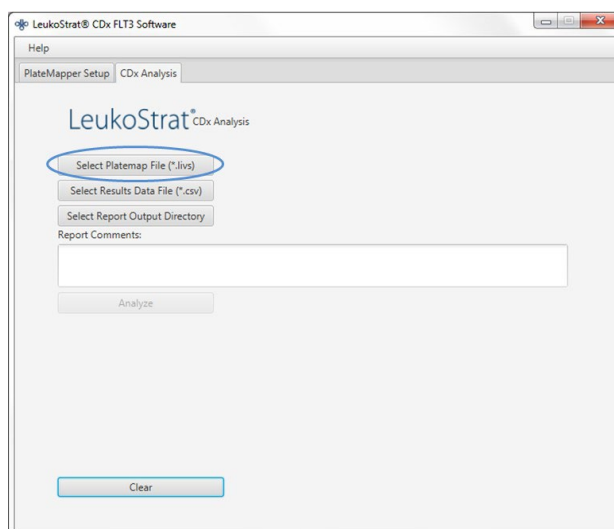 LeukoStrat® CDx FLT3 Software
Help
PlateMapper Setup CDx Analysis
LeukoStrat® CDx Analysis
Select Platemap File (*.livs)
Select Results Data File (*.csv)
Select Report Output Directory
Report Comments:
Analyze
Clear